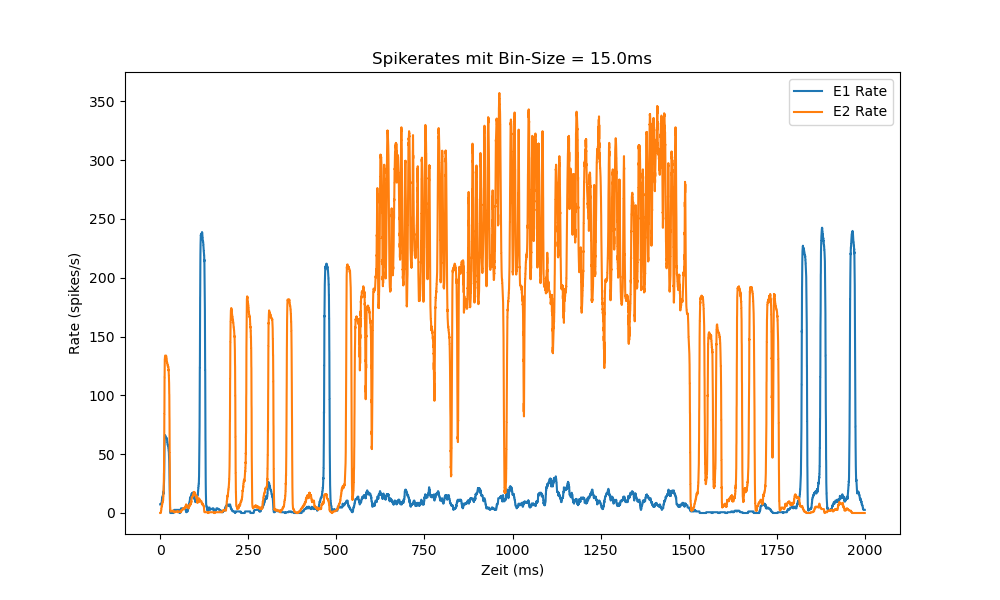 Spikerates mit Bin-Size = 15.0ms
E1 Rate
E2 Rate
Rate (spikes/s)
350
300
250
200
150
100
50
0
0 250 500 750 1000 1250 1500 1750 2000
Zeit (ms)